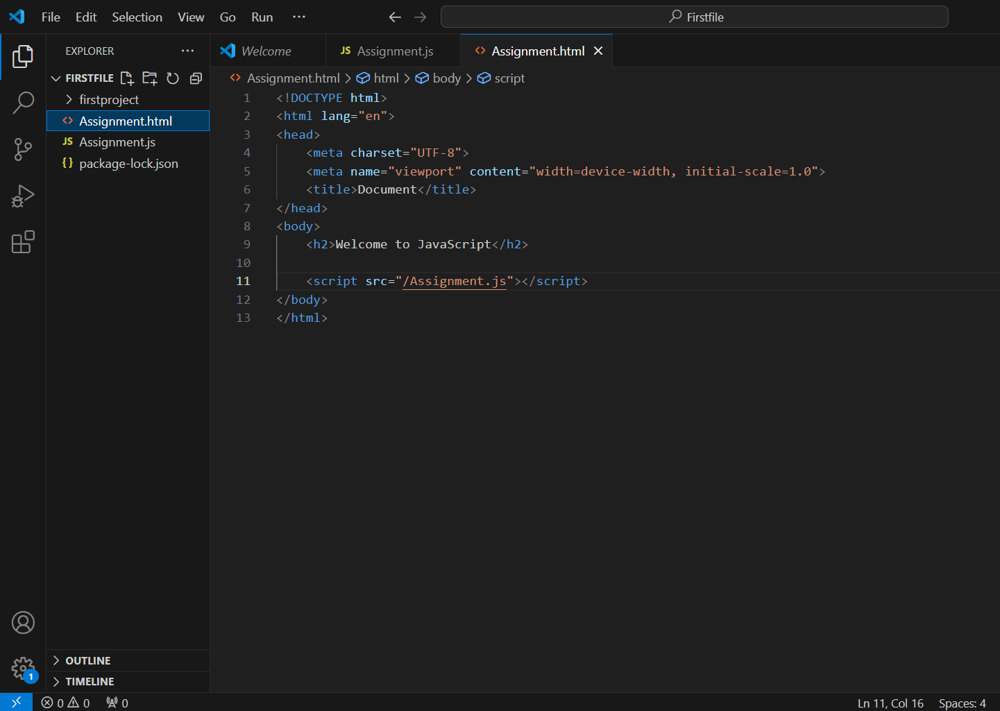 File Edit Selection View Go Run ··· Firstfile
EXPLORER ···
Welcome JS Assignment.js <> Assignment.html
FIRSTFILE
<> Assignment.html > html > body > script
firstproject
<> Assignment.html
JS Assignment.js
{} package-lock.json
1 <!DOCTYPE html>
2 <html lang="en">
3 <head>
4     <meta charset="UTF-8">
5     <meta name="viewport" content="width=device-width, initial-scale=1.0">
6     <title>Document</title>
7 </head>
8 <body>
9     <h2>Welcome to JavaScript</h2>
10
11     <script src="/Assignment.js"></script>
12 </body>
13 </html>
OUTLINE
1
TIMELINE
0 0 0 Ln 11, Col 16 Spaces: 4